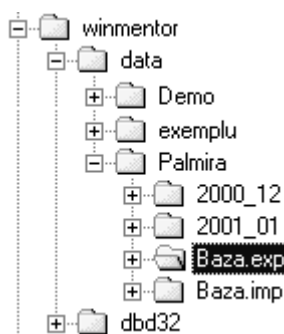 winmentor
data
Demo
exemplu
Palmira
2000_12
2001_01
Baza.exp
Baza.imp
dbd32